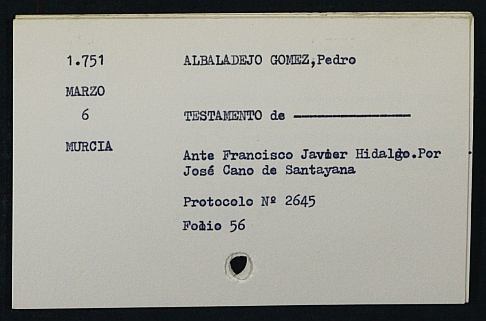 1.751 ALBALADEJO GOMEZ,Pedro
MARZO
6 TESTAMENTO de ——————
MURCIA
Ante Francisco Javier Hidalgo.Por
José Cano de Santayana
Protocolo Nº 2645
Folio 56